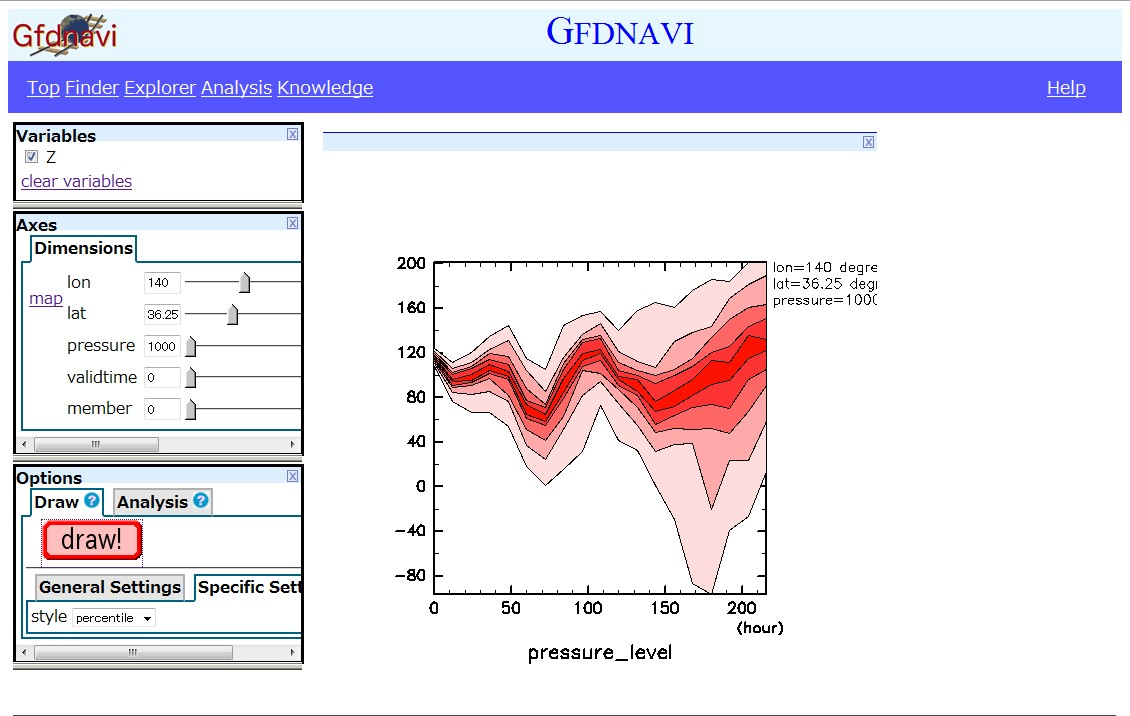 Gfdnavi
GFDNAVI
Top Finder Explorer Analysis Knowledge
Help
Variables
Z
clear variables
Axes
Dimensions
map
lon 140
lat 36.25
pressure 1000
validtime 0
member 0
Options
Draw ? Analysis ?
draw!
General Settings Specific Sett
style percentile
200
160
120
80
40
0
-40
-80
0 50 100 150 200
(hour)
pressure_level
lon=140 degre
lat=36.25 degr
pressure=1000